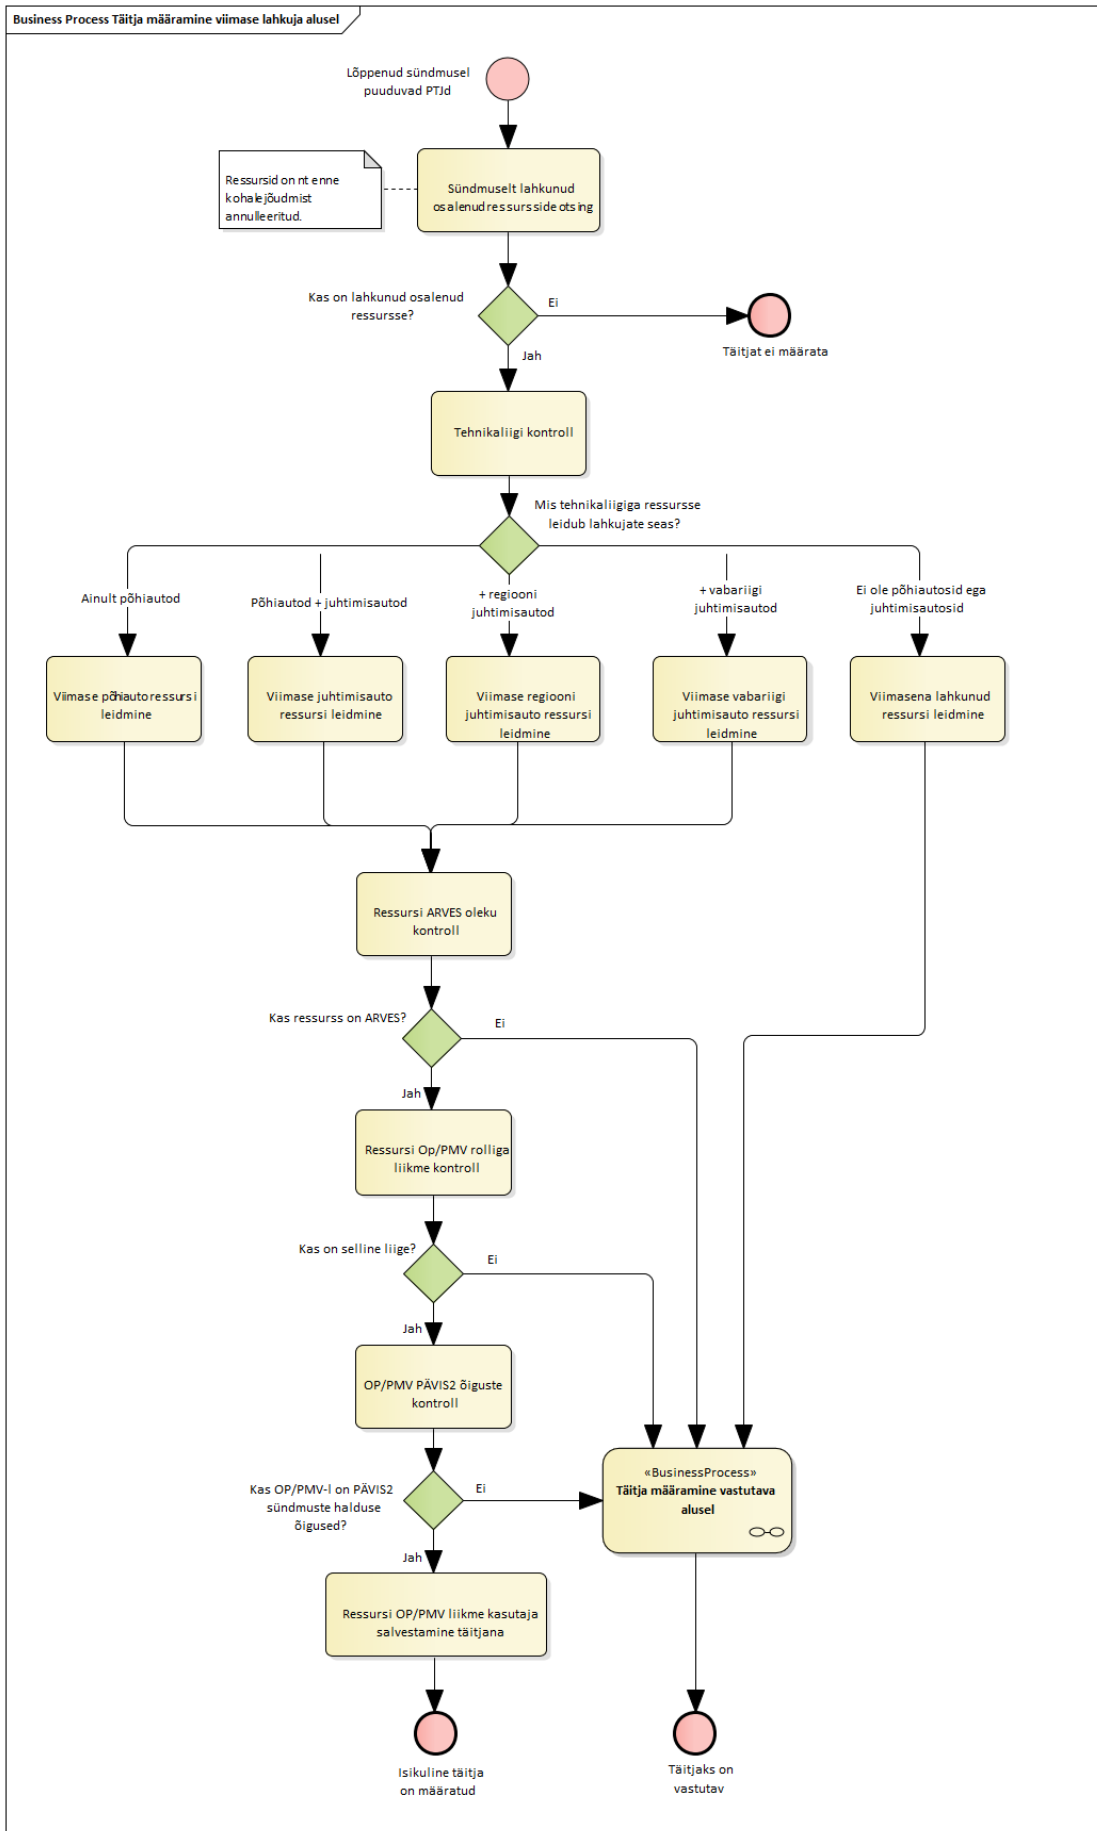 Business Process Täitja määramine viimase lahkuja alusel
Lõppenud sündmusel
puuduvad PTJd
Ressursid on nt enne
kohalejõudmist
annulleeritud.
Sündmuselt lahkunud
osalenud ressursside otsing
Kas on lahkunud osalenud
ressursse?
Ei
Täitjat ei määrata
Jah
Tehnikaliigi kontroll
Mis tehnikaliigiga ressursse
leidub lahkujate seas?
Ainult põhiautod
Põhiautod + juhtimisautod
+ regiooni
juhtimisautod
+ vabariigi
juhtimisautod
Ei ole põhiautosid ega
juhtimisautosid
Viimase põhiauto ressursi
leidmine
Viimase juhtimisauto
ressursi leidmine
Viimase regiooni
juhtimisauto ressursi
leidmine
Viimase vabariigi
juhtimisauto ressursi
leidmine
Viimasena lahkunud
ressursi leidmine
Ressursi ARVES oleku
kontroll
Kas ressurss on ARVES?
Ei
Jah
Ressursi Op/PMV rolliga
liikme kontroll
Kas on selline liige?
Ei
Jah
OP/PMV PÄVIS2 õiguste
kontroll
Kas OP/PMV-l on PÄVIS2
sündmuste halduse
õigused?
Ei
«BusinessProcess»
Täitja määramine vastutava
alusel
Jah
Ressursi OP/PMV liikme kasutaja
salvestamine täitjana
Isikuline täitja
on määratud
Täitjaks on
vastutav